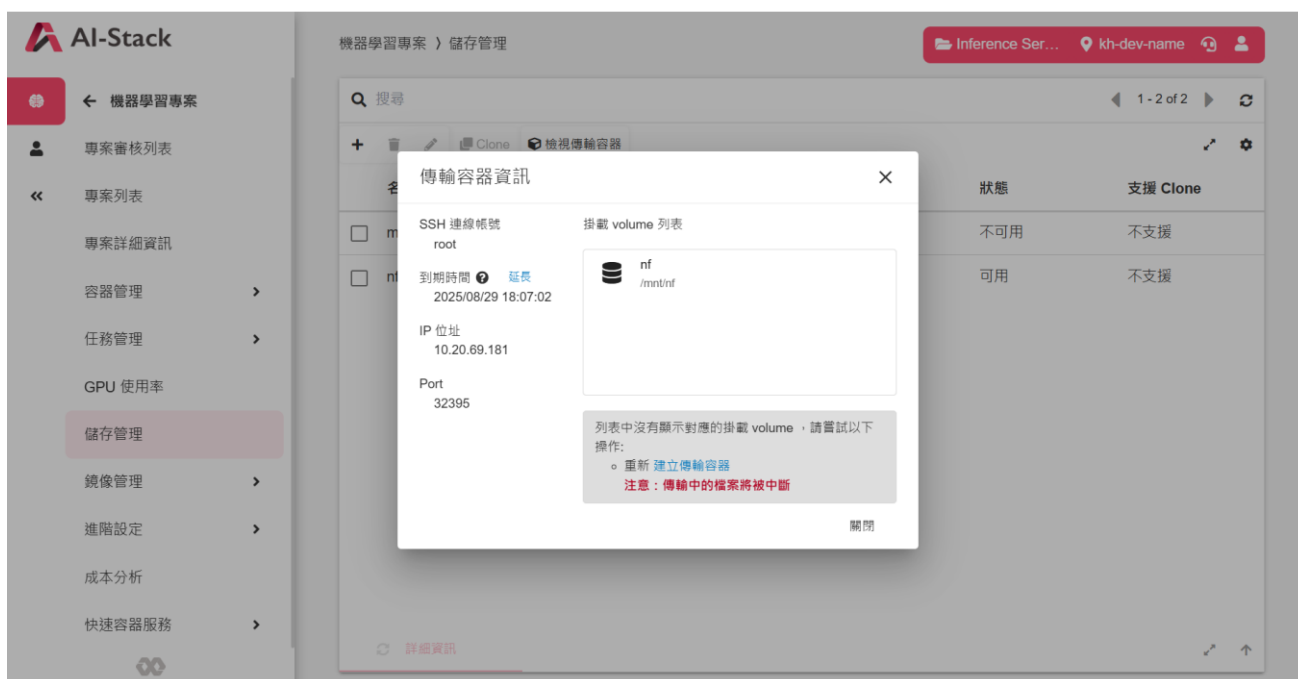 AI-Stack
機器學習專案 ❯ 儲存管理
Inference Ser...
kh-dev-name
機器學習專案
專案審核列表
專案列表
專案詳細資訊
容器管理
任務管理
GPU 使用率
儲存管理
鏡像管理
進階設定
成本分析
快速容器服務
搜尋
1 - 2 of 2
Clone
檢視傳輸容器
狀態
支援 Clone
不可用
不支援
可用
不支援
傳輸容器資訊
SSH 連線帳號
root
到期時間
延長
2025/08/29 18:07:02
IP 位址
10.20.69.181
Port
32395
掛載 volume 列表
nf
/mnt/nf
列表中沒有顯示對應的掛載 volume ，請嘗試以下
操作:
重新 建立傳輸容器
注意：傳輸中的檔案將被中斷
關閉
詳細資訊